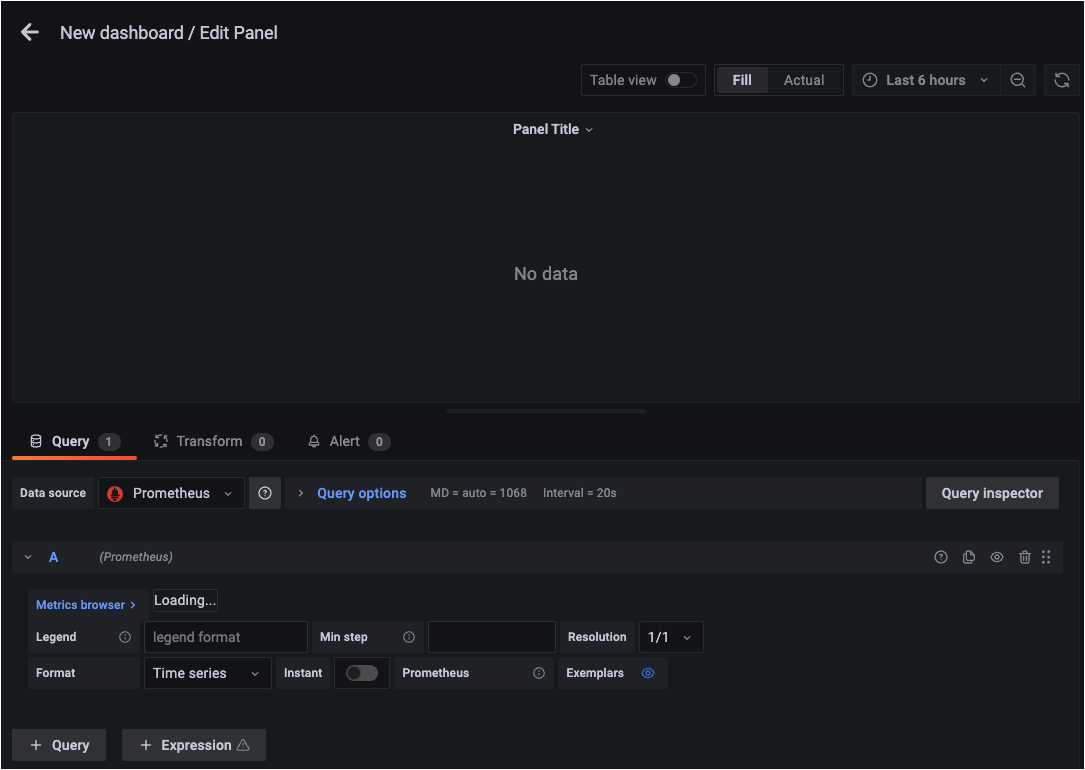 New dashboard / Edit Panel
Table view Fill Actual Last 6 hours
Panel Title
No data
Query 1 Transform 0 Alert 0
Data source Prometheus Query options MD = auto = 1068 Interval = 20s Query inspector
A (Prometheus)
Metrics browser > Loading...
Legend legend format Min step Resolution 1/1
Format Time series Instant Prometheus Exemplars
+ Query + Expression